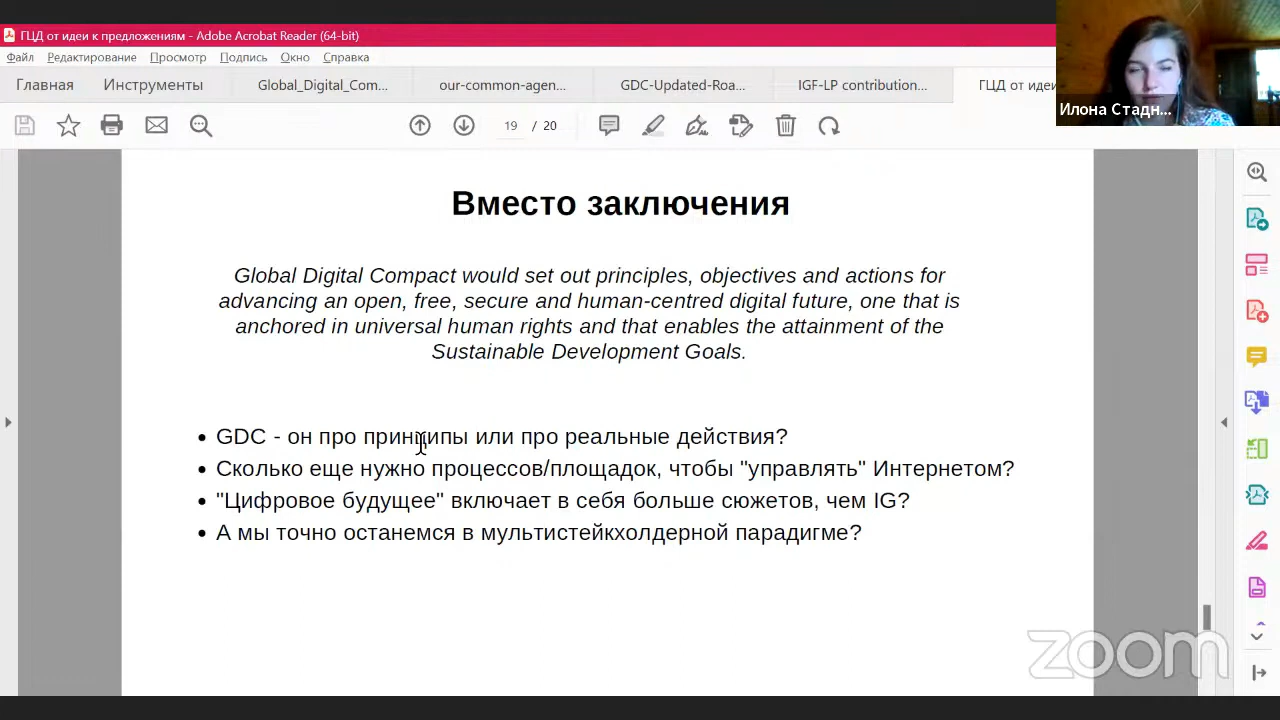 ГЦД от идеи к предложениям - Adobe Acrobat Reader (64-bit)
Файл Редактирование Просмотр Подпись Окно Справка
Главная Инструменты Global_Digital_Com... our-common-agen... GDC-Updated-Roa... IGF-LP contribution... ГЦД от идеи
Илона Стадн...
19 / 20
Вместо заключения
Global Digital Compact would set out principles, objectives and actions for
advancing an open, free, secure and human-centred digital future, one that is
anchored in universal human rights and that enables the attainment of the
Sustainable Development Goals.
• GDC - он про принципы или про реальные действия?
• Сколько еще нужно процессов/площадок, чтобы "управлять" Интернетом?
• "Цифровое будущее" включает в себя больше сюжетов, чем IG?
• А мы точно останемся в мультистейкхолдерной парадигме?
zoom